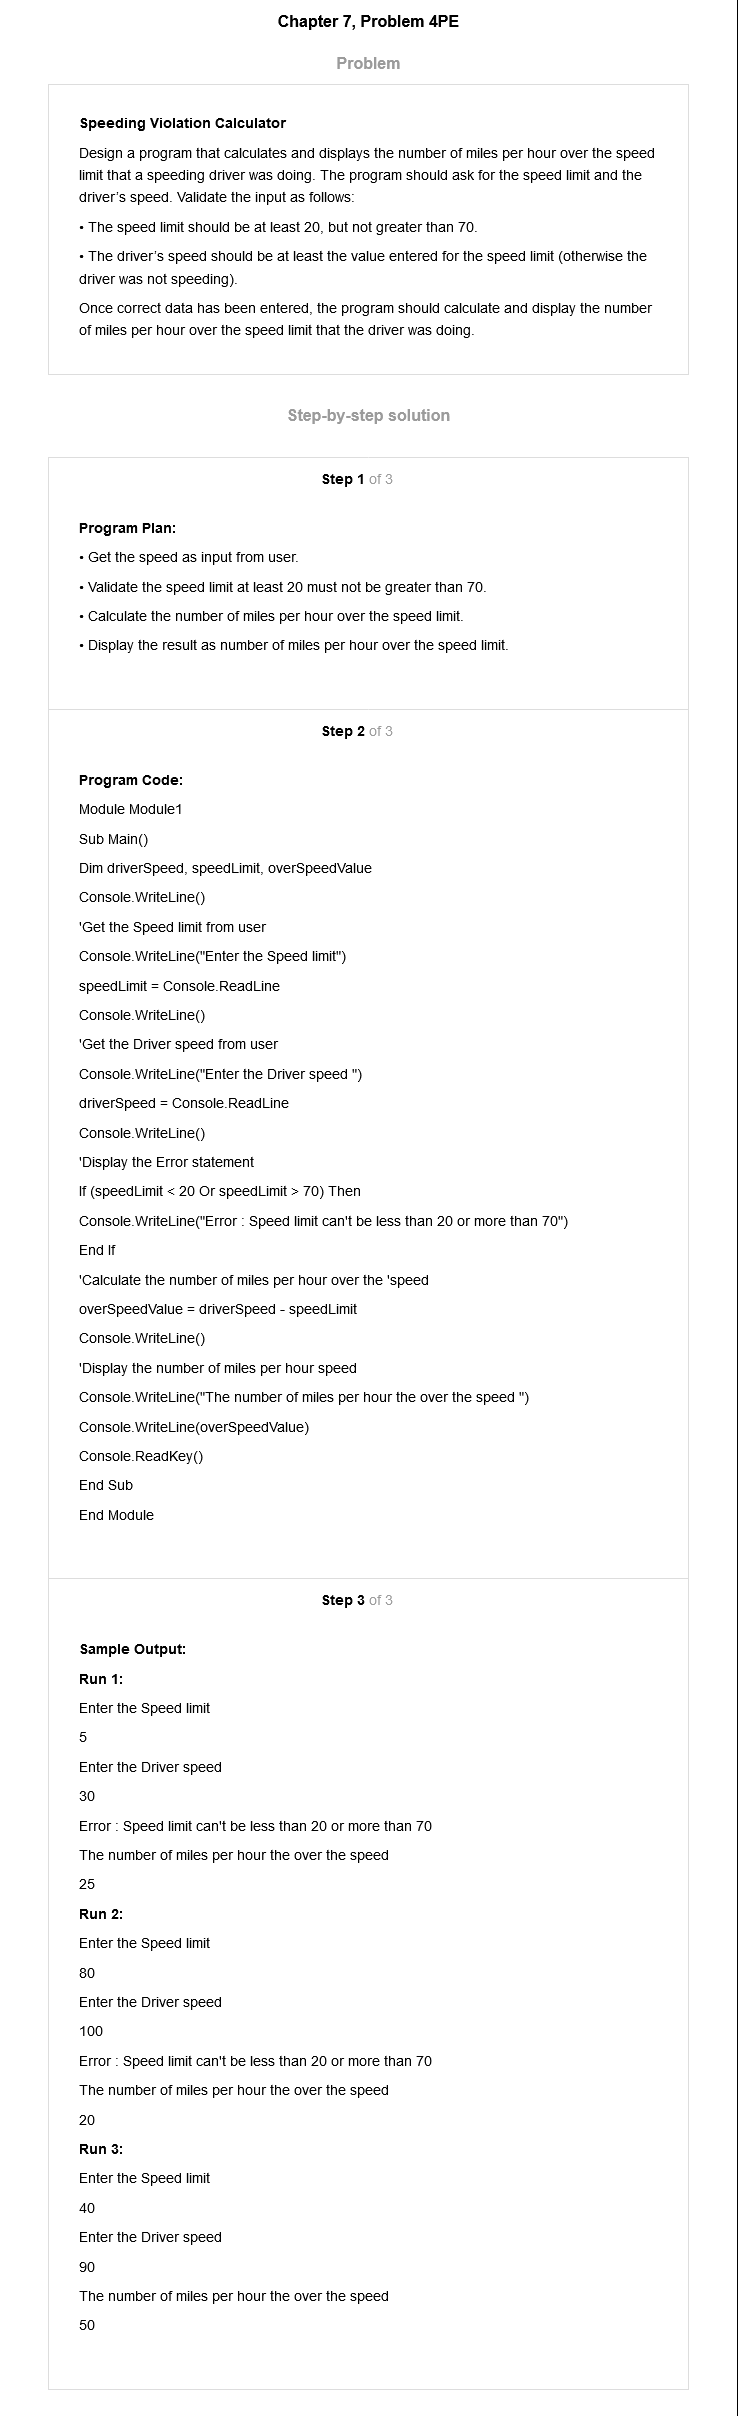 Chapter 7, Problem 4PE
Problem
Speeding Violation Calculator
Design a program that calculates and displays the number of miles per hour over the speed
limit that a speeding driver was doing. The program should ask for the speed limit and the
driver’s speed. Validate the input as follows:
• The speed limit should be at least 20, but not greater than 70.
• The driver’s speed should be at least the value entered for the speed limit (otherwise the
driver was not speeding).
Once correct data has been entered, the program should calculate and display the number
of miles per hour over the speed limit that the driver was doing.
Step-by-step solution
Step 1 of 3
Program Plan:
• Get the speed as input from user.
• Validate the speed limit at least 20 must not be greater than 70.
• Calculate the number of miles per hour over the speed limit.
• Display the result as number of miles per hour over the speed limit.
Step 2 of 3
Program Code:
Module Module1
Sub Main()
Dim driverSpeed, speedLimit, overSpeedValue
Console.WriteLine()
'Get the Speed limit from user
Console.WriteLine("Enter the Speed limit")
speedLimit = Console.ReadLine
Console.WriteLine()
'Get the Driver speed from user
Console.WriteLine("Enter the Driver speed ")
driverSpeed = Console.ReadLine
Console.WriteLine()
'Display the Error statement
If (speedLimit < 20 Or speedLimit > 70) Then
Console.WriteLine("Error : Speed limit can't be less than 20 or more than 70")
End If
'Calculate the number of miles per hour over the 'speed
overSpeedValue = driverSpeed - speedLimit
Console.WriteLine()
'Display the number of miles per hour speed
Console.WriteLine("The number of miles per hour the over the speed ")
Console.WriteLine(overSpeedValue)
Console.ReadKey()
End Sub
End Module
Step 3 of 3
Sample Output:
Run 1:
Enter the Speed limit
5
Enter the Driver speed
30
Error : Speed limit can't be less than 20 or more than 70
The number of miles per hour the over the speed
25
Run 2:
Enter the Speed limit
80
Enter the Driver speed
100
Error : Speed limit can't be less than 20 or more than 70
The number of miles per hour the over the speed
20
Run 3:
Enter the Speed limit
40
Enter the Driver speed
90
The number of miles per hour the over the speed
50